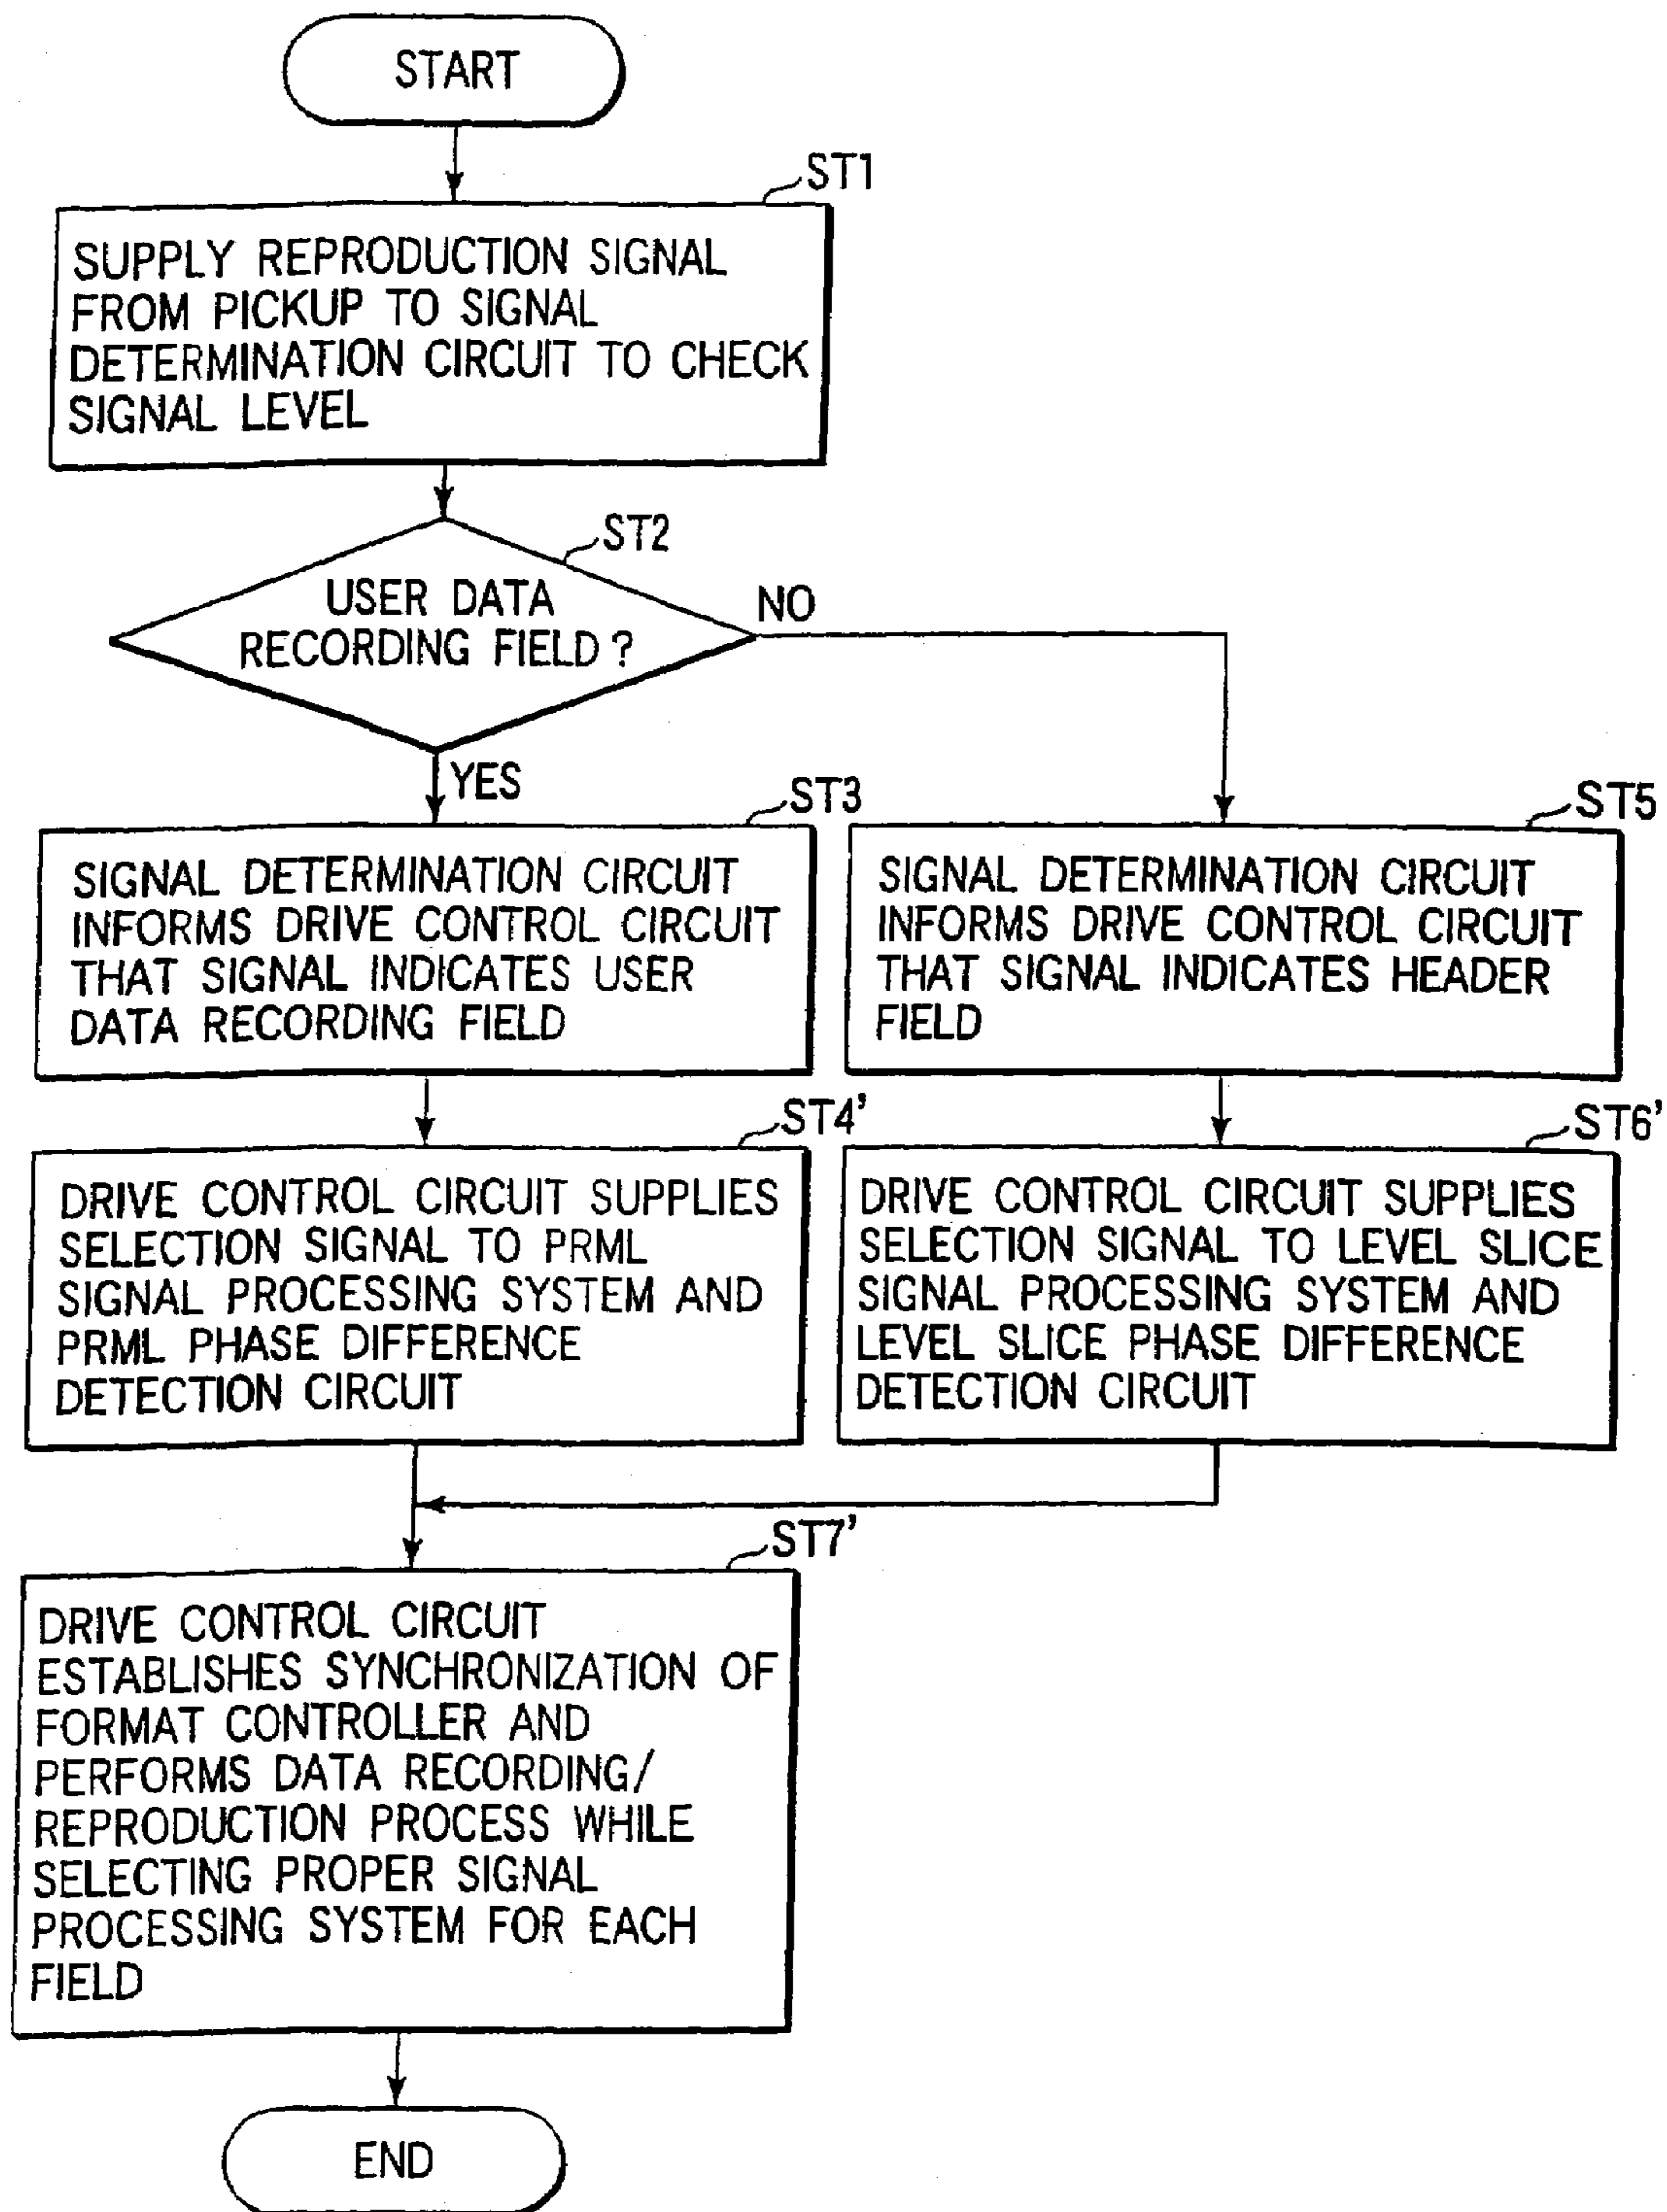 START
ST1
SUPPLY REPRODUCTION SIGNAL
FROM PICKUP TO SIGNAL
DETERMINATION CIRCUIT TO CHECK
SIGNAL LEVEL
ST2
USER DATA
RECORDING FIELD?
NO
YES
ST3
SIGNAL DETERMINATION CIRCUIT
INFORMS DRIVE CONTROL CIRCUIT
THAT SIGNAL INDICATES USER
DATA RECORDING FIELD
ST5
SIGNAL DETERMINATION CIRCUIT
INFORMS DRIVE CONTROL CIRCUIT
THAT SIGNAL INDICATES HEADER
FIELD
ST4'
DRIVE CONTROL CIRCUIT SUPPLIES
SELECTION SIGNAL TO PRML
SIGNAL PROCESSING SYSTEM AND
PRML PHASE DIFFERENCE
DETECTION CIRCUIT
ST6'
DRIVE CONTROL CIRCUIT SUPPLIES
SELECTION SIGNAL TO LEVEL SLICE
SIGNAL PROCESSING SYSTEM AND
LEVEL SLICE PHASE DIFFERENCE
DETECTION CIRCUIT
ST7'
DRIVE CONTROL CIRCUIT
ESTABLISHES SYNCHRONIZATION OF
FORMAT CONTROLLER AND
PERFORMS DATA RECORDING/
REPRODUCTION PROCESS WHILE
SELECTING PROPER SIGNAL
PROCESSING SYSTEM FOR EACH
FIELD
END